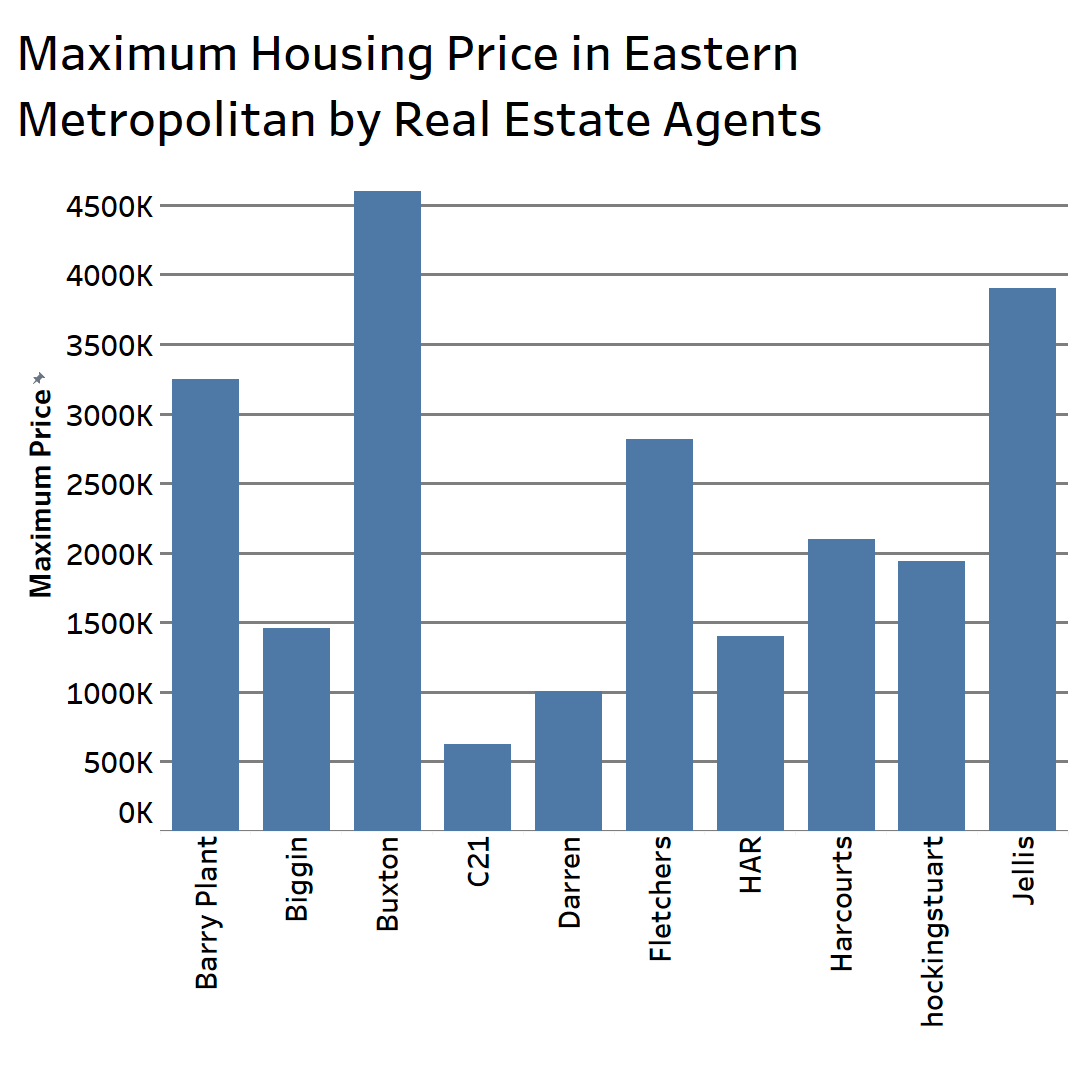 Maximum Housing Price in Eastern
Metropolitan by Real Estate Agents
Maximum Price
4500K
4000K
3500K
3000K
2500K
2000K
1500K
1000K
500K
0K
Barry Plant
Biggin
Buxton
C21
Darren
Fletchers
HAR
Harcourts
hockingstuart
Jellis